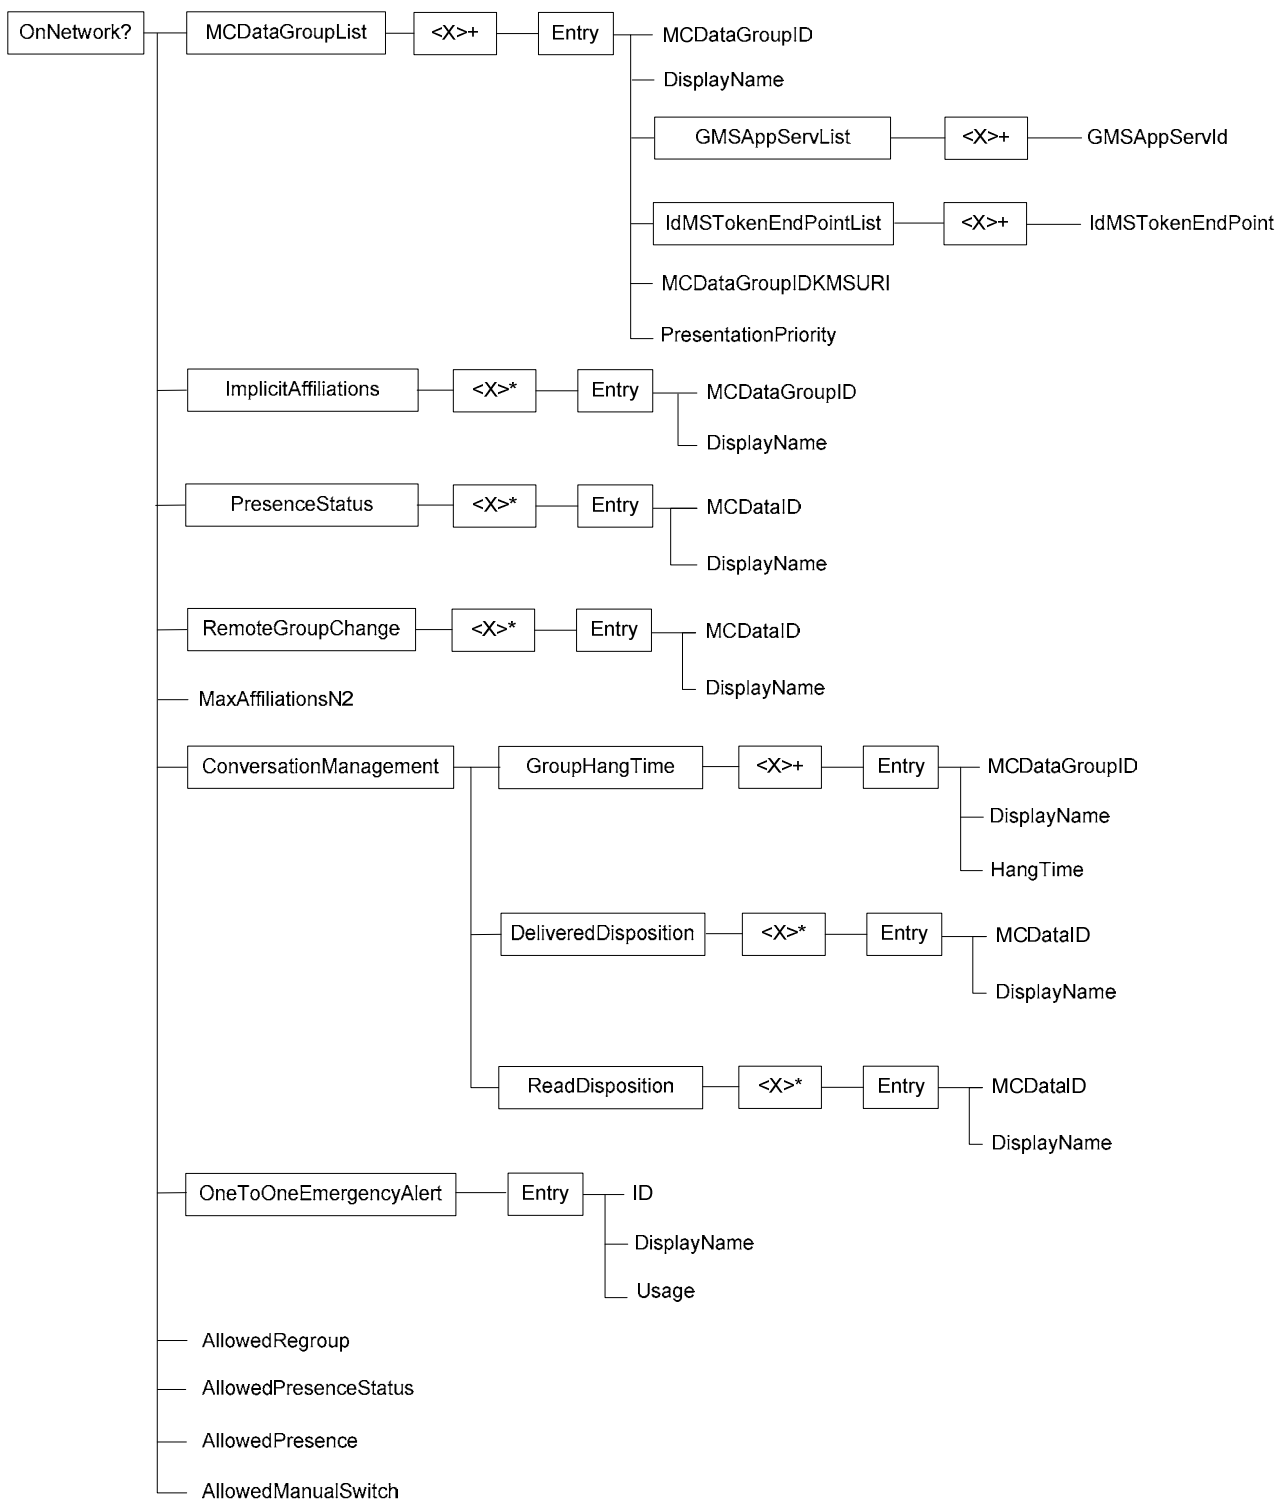 OnNetwork?
MCDataGroupList
<X>+
Entry
MCDataGroupID
DisplayName
GMSAppServList
<X>+
GMSAppServId
IdMSTokenEndPointList
<X>+
IdMSTokenEndPoint
MCDataGroupIDKMSURI
PresentationPriority
ImplicitAffiliations
<X>*
Entry
MCDataGroupID
DisplayName
PresenceStatus
<X>*
Entry
MCDataID
DisplayName
RemoteGroupChange
<X>*
Entry
MCDataID
DisplayName
MaxAffiliationsN2
ConversationManagement
GroupHangTime
<X>+
Entry
MCDataGroupID
DisplayName
HangTime
DeliveredDisposition
<X>*
Entry
MCDataID
DisplayName
ReadDisposition
<X>*
Entry
MCDataID
DisplayName
OneToOneEmergencyAlert
Entry
ID
DisplayName
Usage
AllowedRegroup
AllowedPresenceStatus
AllowedPresence
AllowedManualSwitch